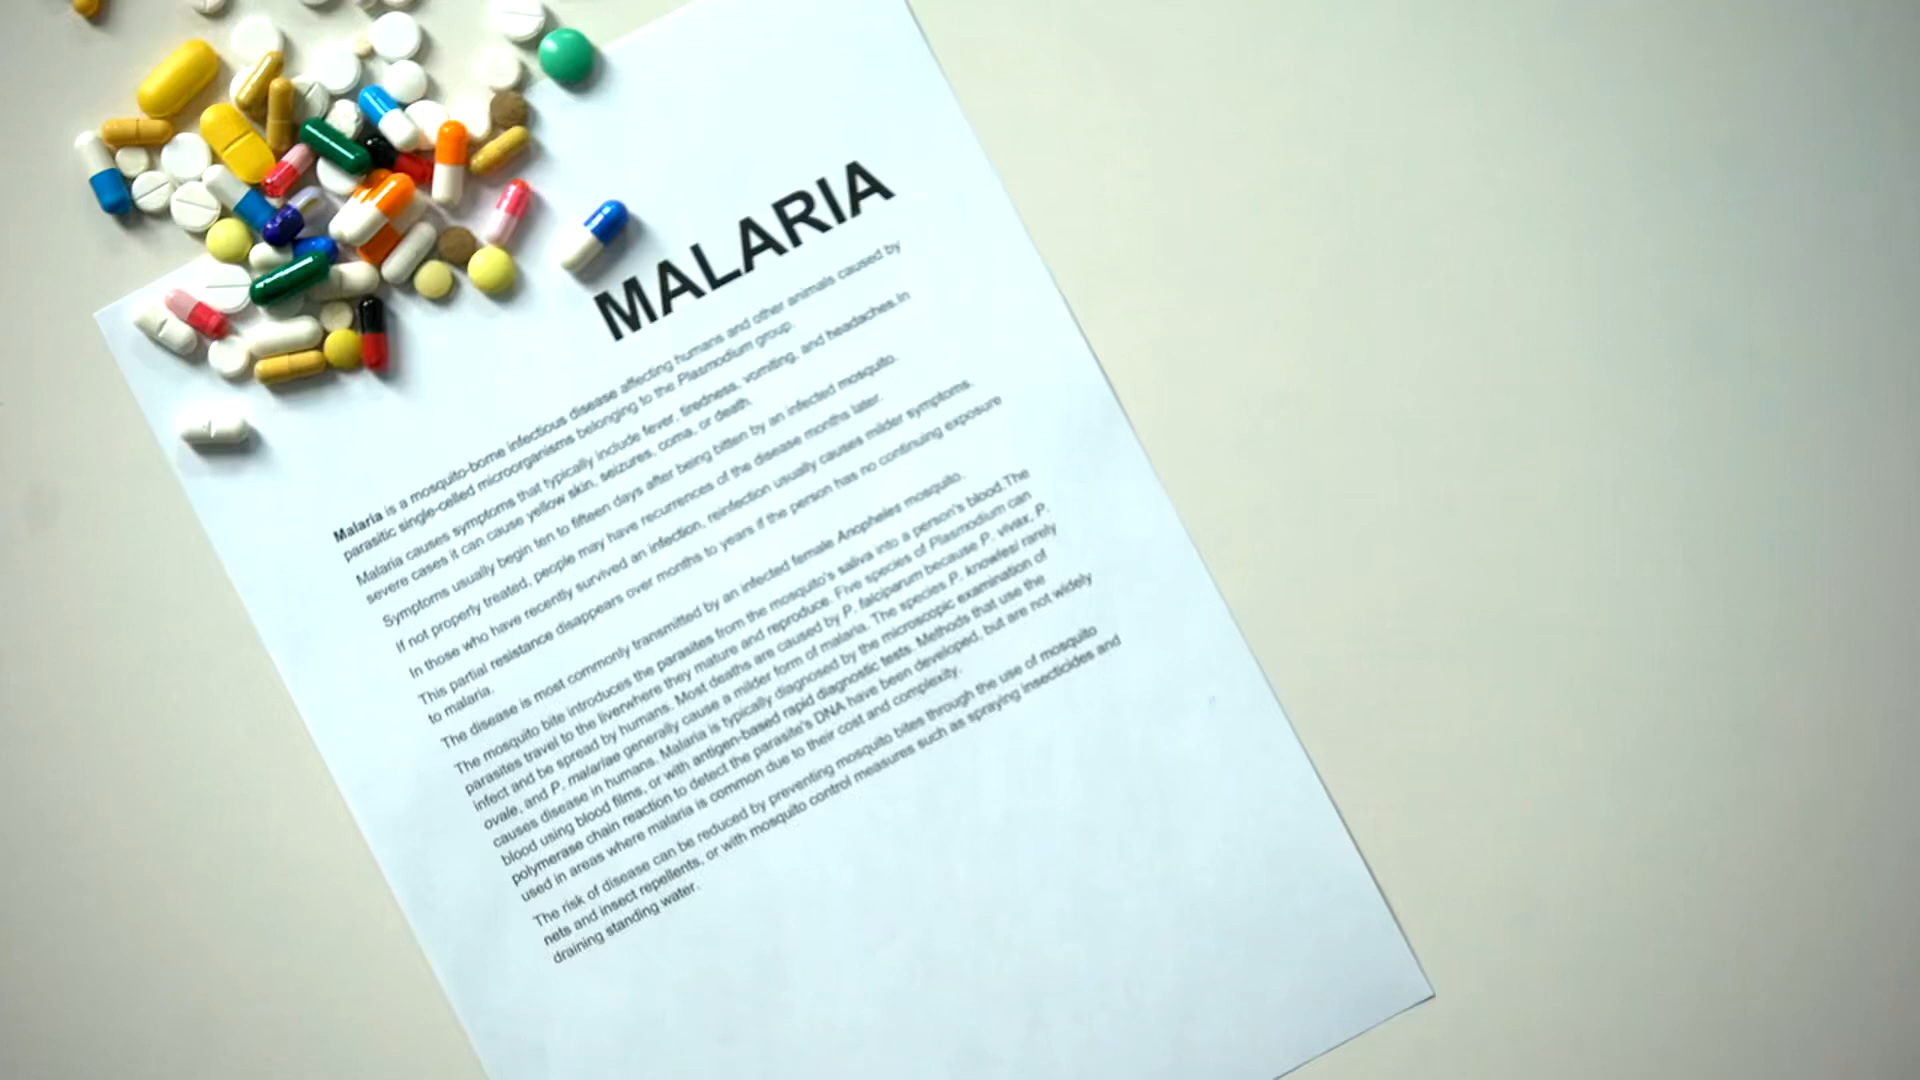 MALARIA
Malaria is a mosquito-borne infectious disease affecting humans and other animals caused by
parasitic single-celled microorganisms belonging to the Plasmodium group.
Malaria causes symptoms that typically include fever, tiredness, vomiting, and headaches.In
severe cases it can cause yellow skin, seizures, coma, or death.
Symptoms usually begin ten to fifteen days after being bitten by an infected mosquito.
If not properly treated, people may have recurrences of the disease months later.
In those who have recently survived an infection, reinfection usually causes milder symptoms.
This partial resistance disappears over months to years if the person has no continuing exposure
to malaria.
The disease is most commonly transmitted by an infected female Anopheles mosquito.
The mosquito bite introduces the parasites from the mosquito's saliva into a person's blood.The
parasites travel to the liverwhere they mature and reproduce. Five species of Plasmodium can
infect and be spread by humans. Most deaths are caused by P. falciparum because P. vivax, P.
ovale, and P. malariae generally cause a milder form of malaria. The species P. knowlesi rarely
causes disease in humans. Malaria is typically diagnosed by the microscopic examination of
blood using blood films, or with antigen-based rapid diagnostic tests. Methods that use the
polymerase chain reaction to detect the parasite's DNA have been developed, but are not widely
used in areas where malaria is common due to their cost and complexity.
The risk of disease can be reduced by preventing mosquito bites through the use of mosquito
nets and insect repellents, or with mosquito control measures such as spraying insecticides and
draining standing water.